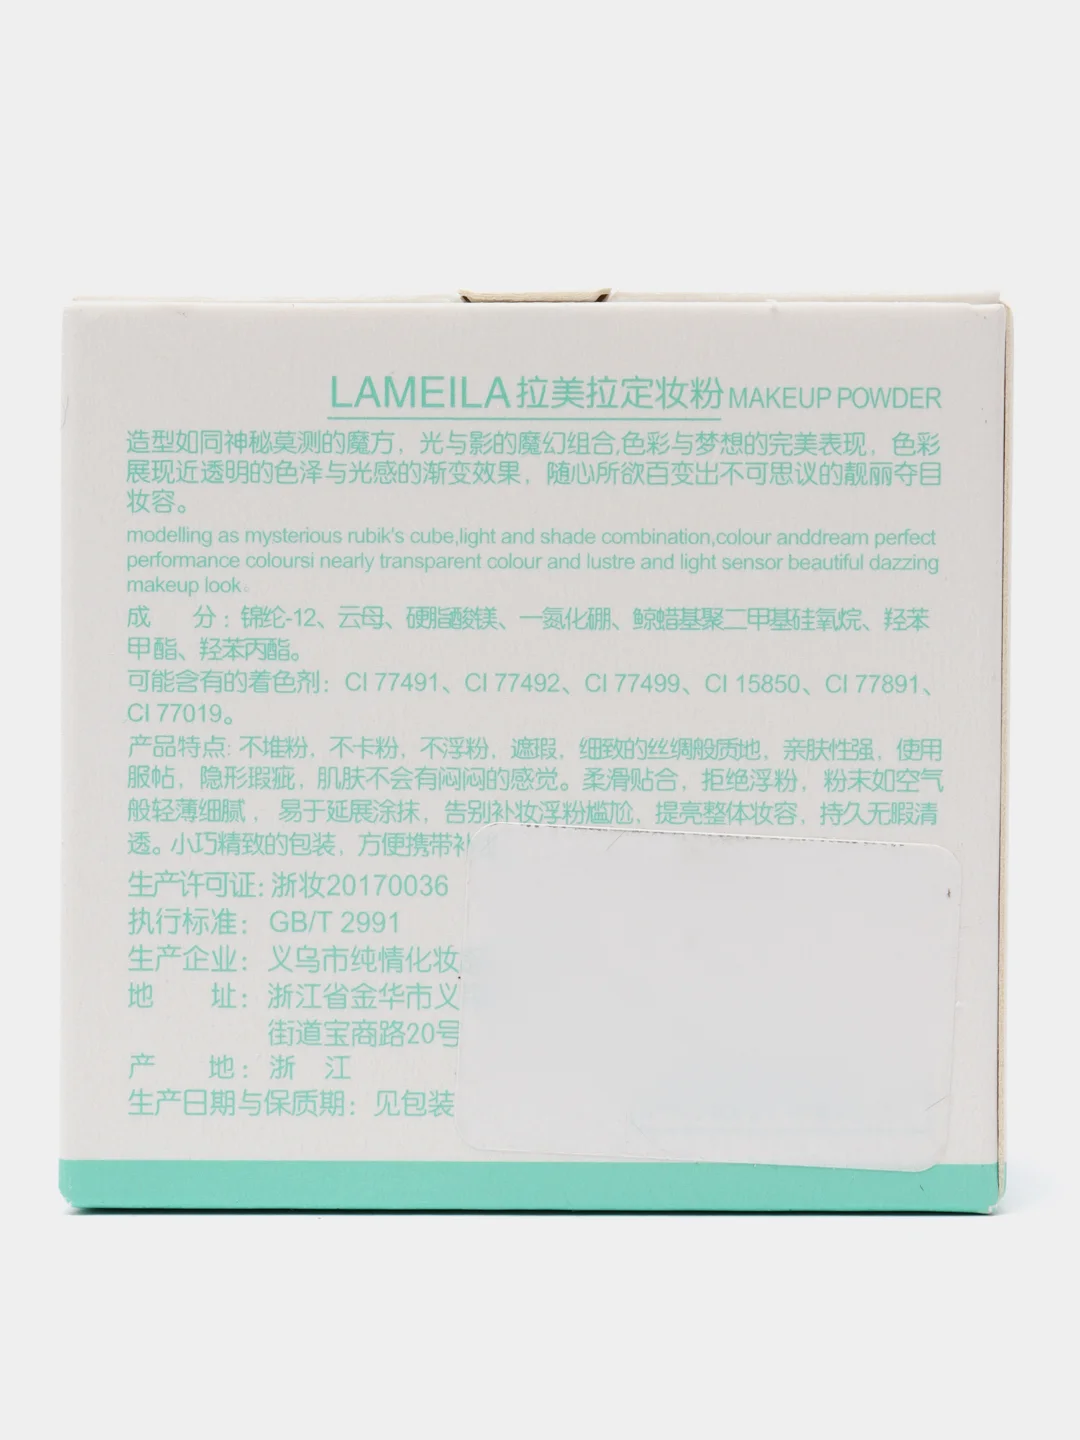 LAMEILA拉美拉定妆粉 MAKEUP POWDER
造型如同神秘莫测的魔方，光与影的魔幻组合,色彩与梦想的完美表现，色彩
展现近透明的色泽与光感的渐变效果，随心所欲百变出不可思议的靓丽夺目
妆容。
modelling as mysterious rubik's cube,light and shade combination,colour anddream perfect
performance coloursi nearly transparent colour and lustre and light sensor beautiful dazzing
makeup look。
成 分：锦纶-12、云母、硬脂酸镁、一氮化硼、鲸蜡基聚二甲基硅氧烷、羟苯
甲酯、羟苯丙酯。
可能含有的着色剂：CI 77491、CI 77492、CI 77499、CI 15850、CI 77891、
CI 77019。
产品特点: 不堆粉，不卡粉，不浮粉，遮瑕，细致的丝绸般质地，亲肤性强，使用
服帖，隐形瑕疵，肌肤不会有闷闷的感觉。柔滑贴合，拒绝浮粉，粉末如空气
般轻薄细腻，易于延展涂抹，告别补妆浮粉尴尬，提亮整体妆容，持久无暇清
透。小巧精致的包装，方便携带补
生产许可证: 浙妆20170036
执行标准： GB/T 2991
生产企业： 义乌市纯情化妆
地 址： 浙江省金华市义
街道宝商路20号
产 地：浙 江
生产日期与保质期： 见包装